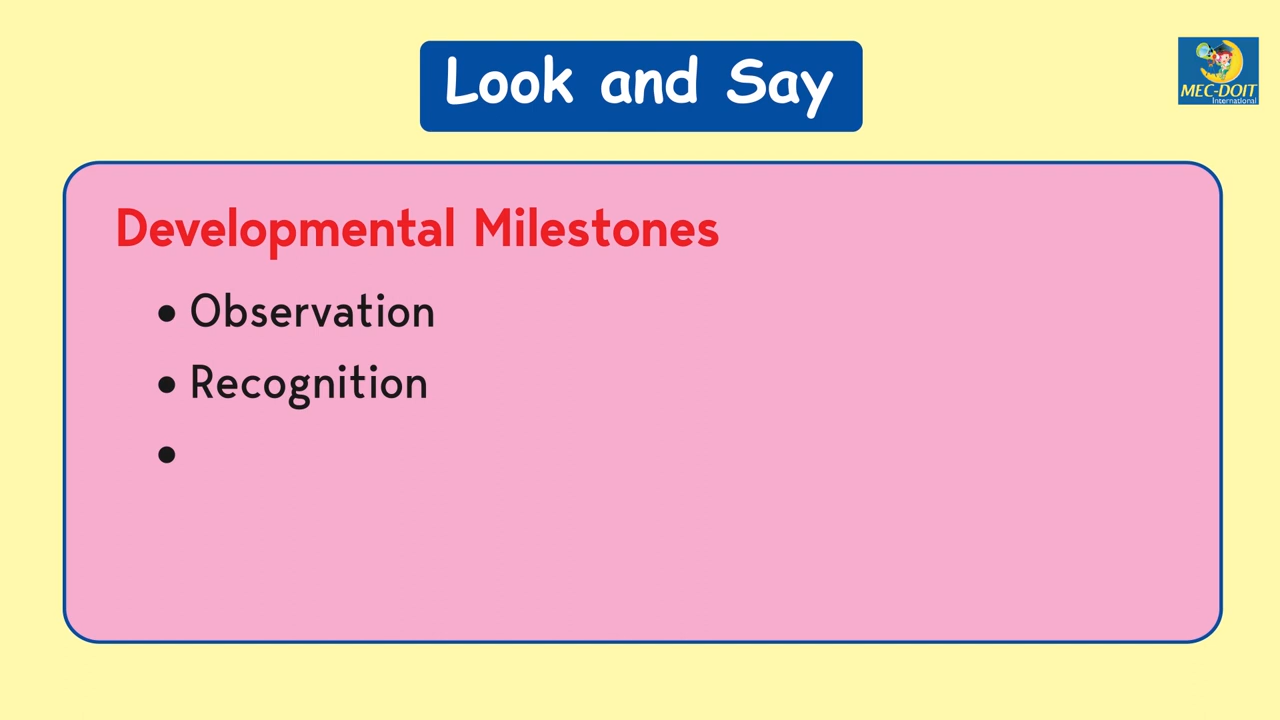 Look and Say
MEC-DOIT
International
Developmental Milestones
• Observation
• Recognition
•